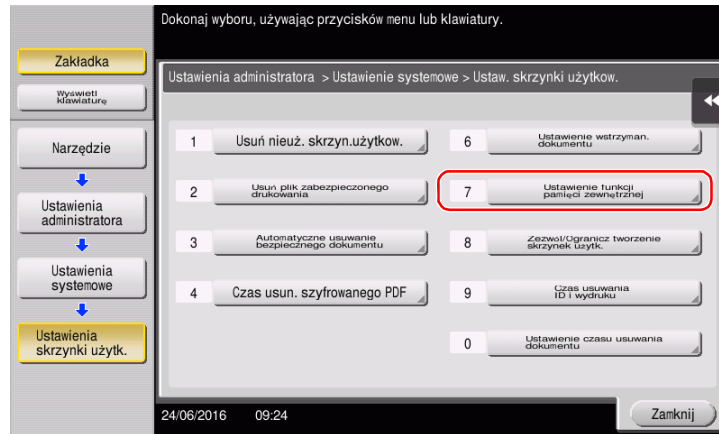 Dokonaj wyboru, używając przycisków menu lub klawiatury.
Zakładka
Wyświetl
klawiaturę
Narzędzie
Ustawienia
administratora
Ustawienia
systemowe
Ustawienia
skrzynki użytk.
Ustawienia administratora > Ustawienie systemowe > Ustaw. skrzynki użytkow.
1 Usuń nieuż. skrzyn.użytkow.
6 Ustawienie wstrzyman.
dokumentu
2 Usuń plik zabezpieczonego
drukowania
7 Ustawienie funkcji
pamięci zewnętrznej
3 Automatyczne usuwanie
bezpiecznego dokumentu
8 Zezwól/Ogranicz tworzenie
skrzynek użytk.
4 Czas usun. szyfrowanego PDF
9 Czas usuwania
ID i wydruku
0 Ustawienie czasu usuwania
dokumentu
24/06/2016 09:24
Zamknij